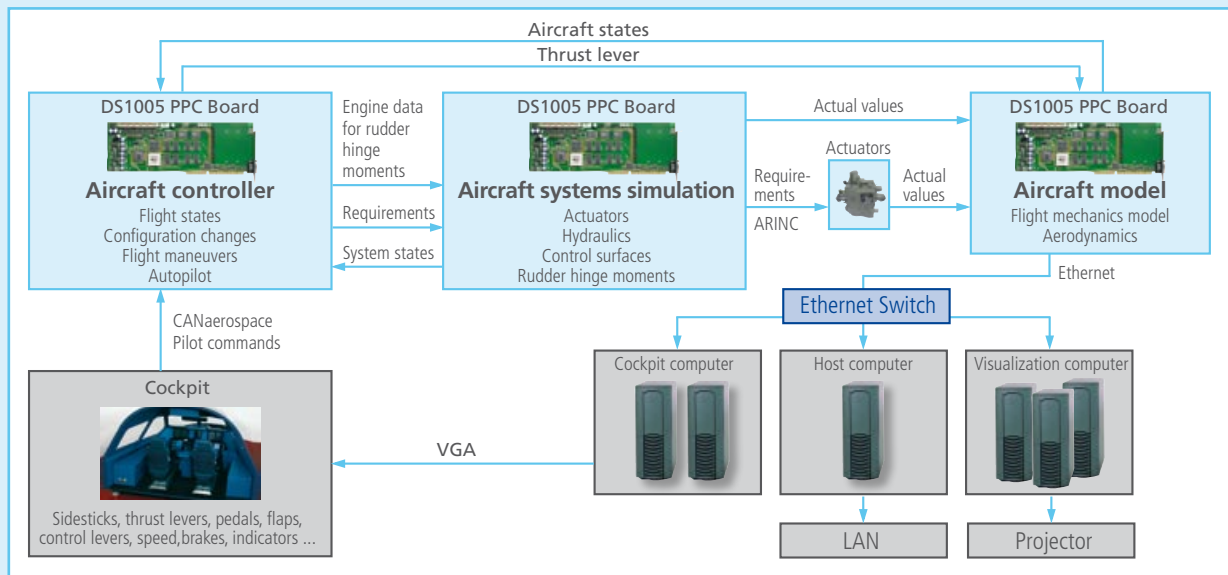 Aircraft states
Thrust lever
DS1005 PPC Board
Aircraft controller
Flight states
Configuration changes
Flight maneuvers
Autopilot
Engine data
for rudder
hinge
moments
Requirements
System states
DS1005 PPC Board
Aircraft systems simulation
Actuators
Hydraulics
Control surfaces
Rudder hinge moments
Actual values
Require-
ments
ARINC
Actuators
Actual
values
DS1005 PPC Board
Aircraft model
Flight mechanics model
Aerodynamics
Ethernet
Ethernet Switch
CANaerospace
Pilot commands
Cockpit
Sidesticks, thrust levers, pedals, flaps,
control levers, speed,brakes, indicators ...
VGA
Cockpit computer
Host computer
Visualization computer
LAN
Projector